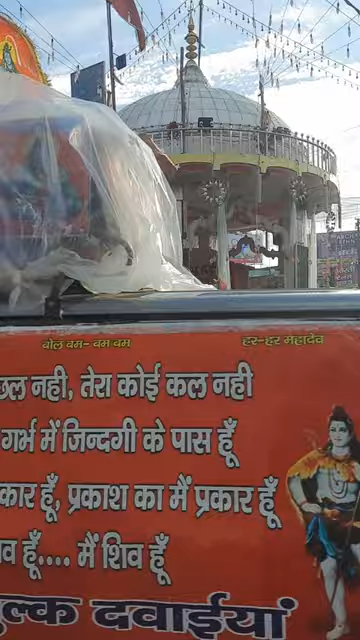 बोल बम- बम बम
हर-हर महादेव
छल नही, तेरा कोई कल नही
गर्भ में जिन्दगी के पास हूँ
कार हूँ, प्रकाश का मैं प्रकार हूँ
हूँ.... मैं शिव हूँ
दवाईयां